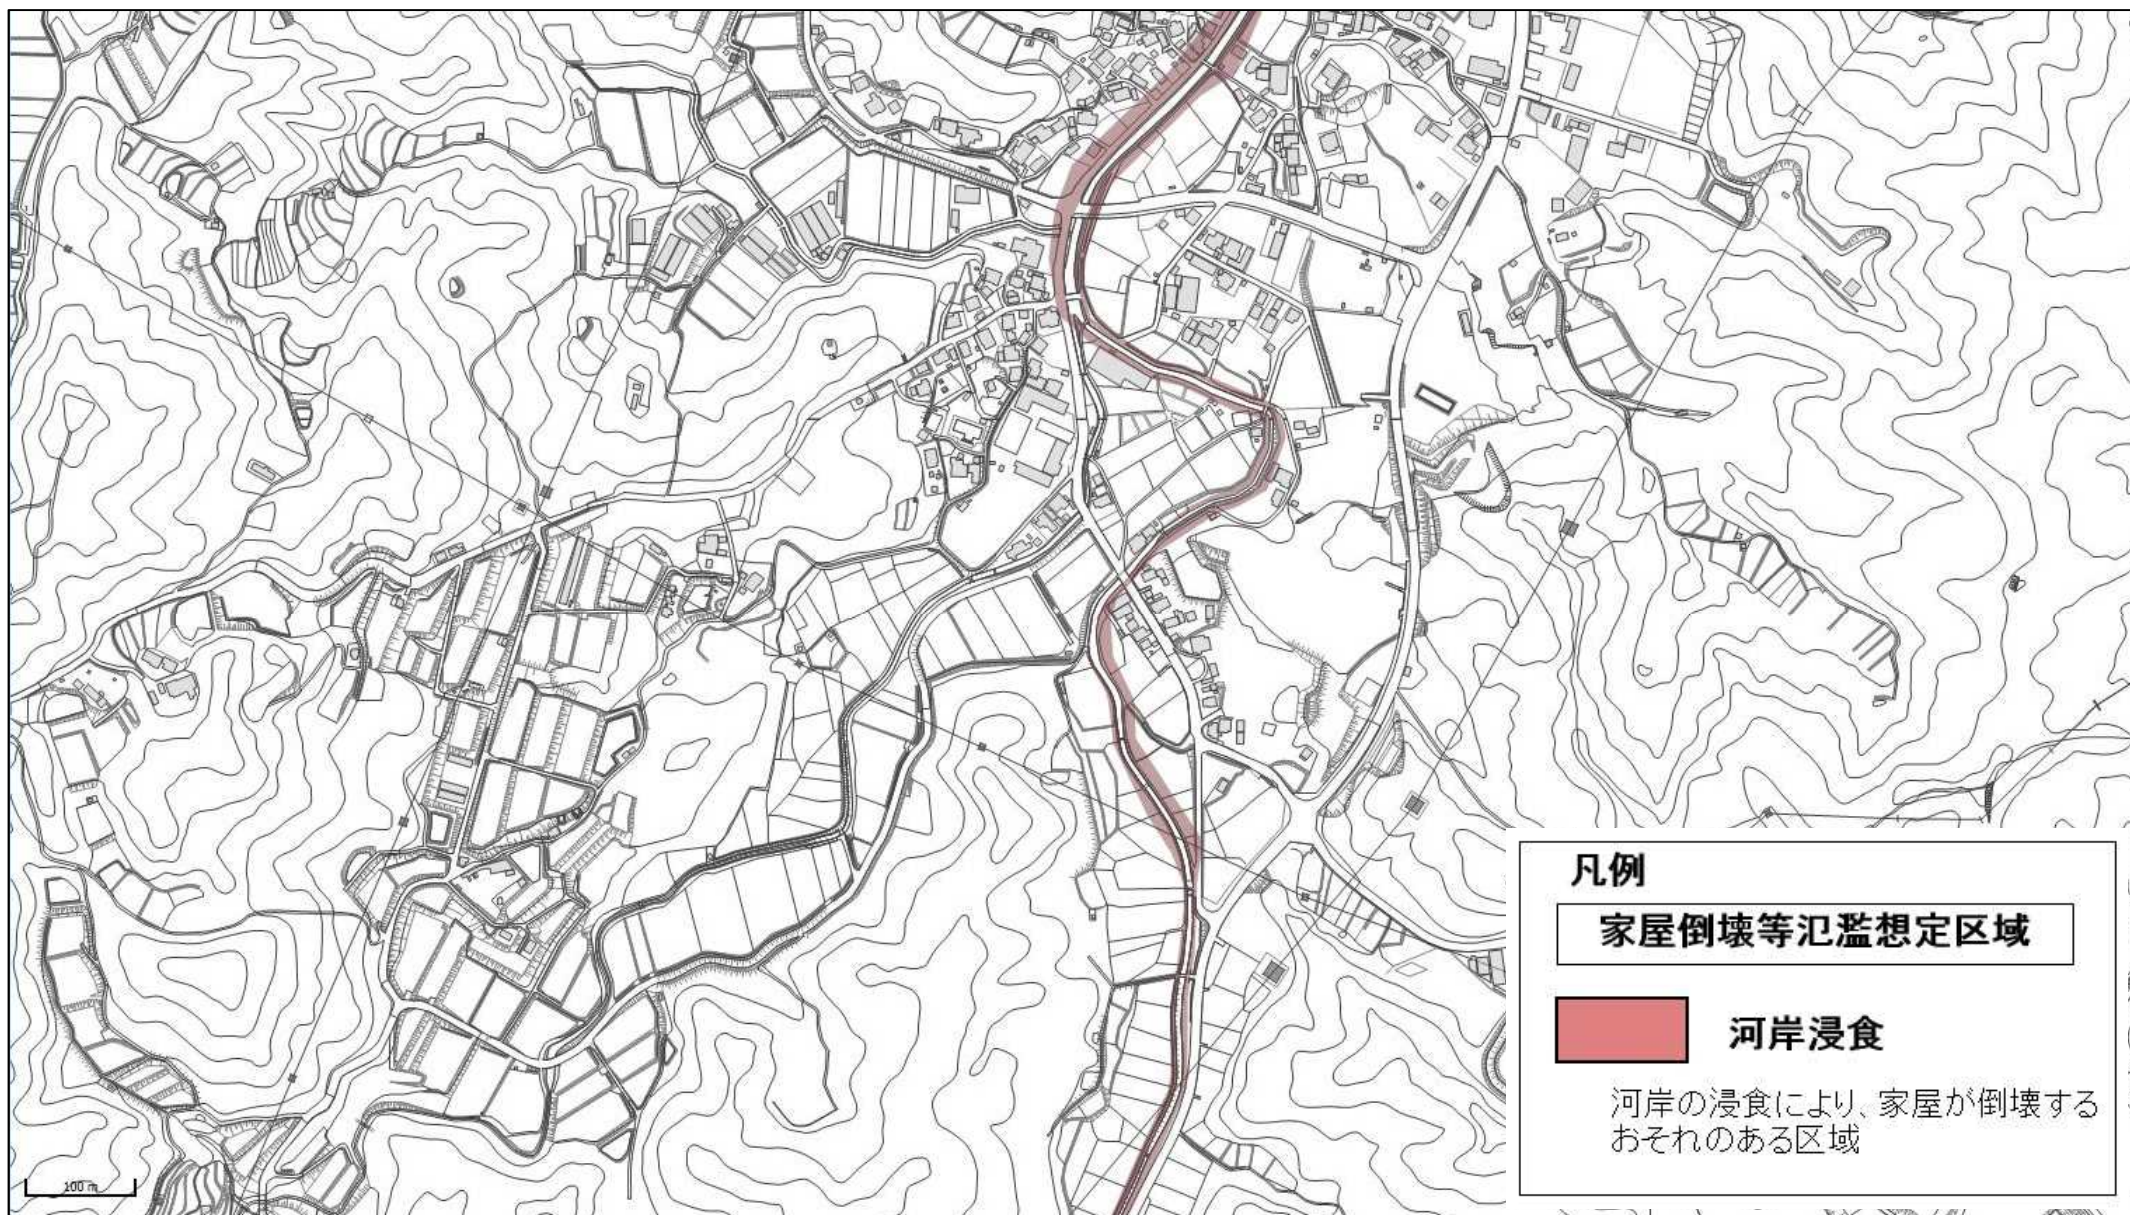 凡例
家屋倒壊等氾濫想定区域
河岸浸食
河岸の浸食により、家屋が倒壊する
おそれのある区域
100 m